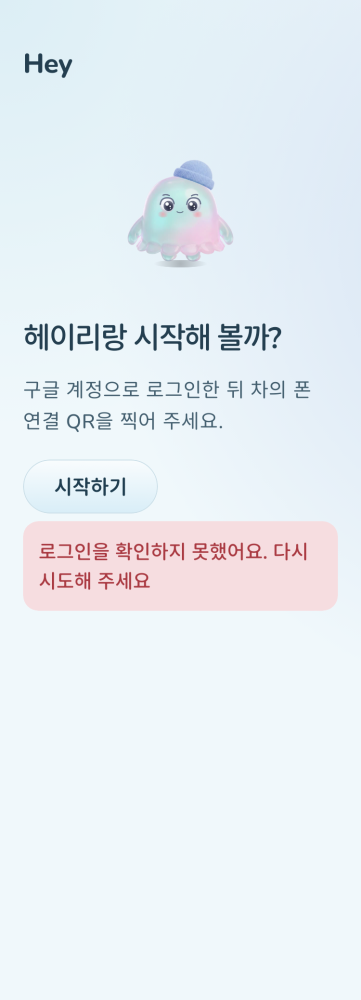 Hey
헤이리랑 시작해 볼까?
구글 계정으로 로그인한 뒤 차의 폰
연결 QR을 찍어 주세요.
시작하기
로그인을 확인하지 못했어요. 다시
시도해 주세요